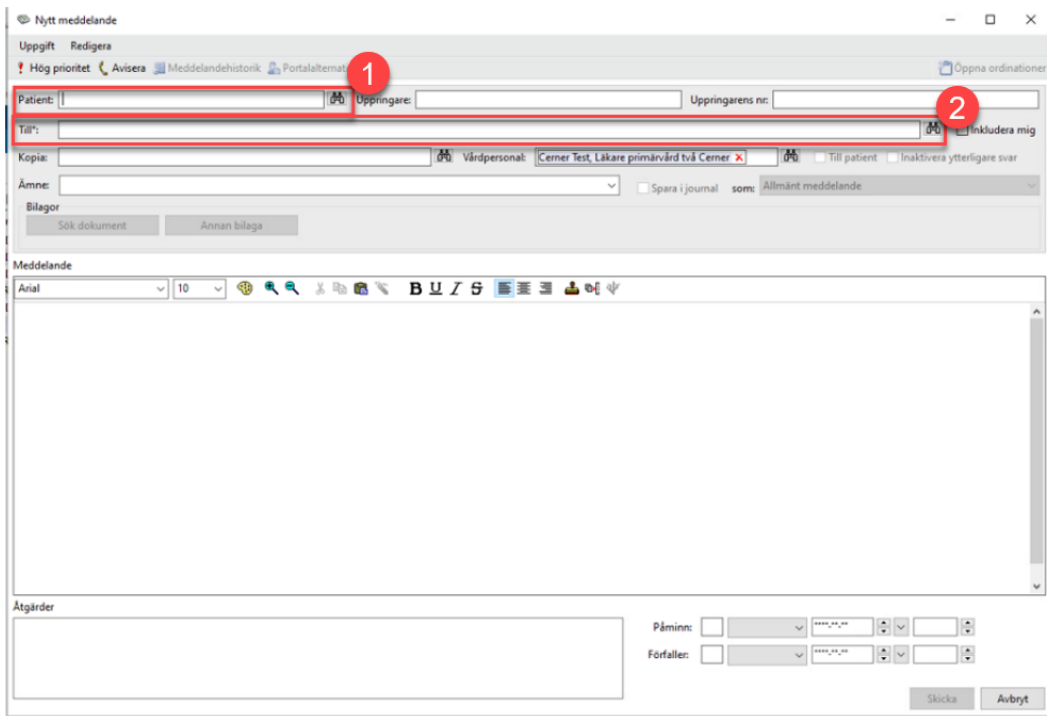 Nytt meddelande
Uppgift Redigera
Hög prioritet Avisera Meddelandehistorik Portalalternati Öppna ordinationer
1
Patient: Uppringare: Uppringarens nr:
2
Till*: Inkludera mig
Kopia: Vårdpersonal: Cerner Test, Läkare primärvård två Cerner Till patient Inaktivera ytterligare svar
Ämne: Spara i journal som: Allmänt meddelande
Bilagor
Sök dokument Annan bilaga
Meddelande
Arial 10 B U I S
Åtgärder
Påminn: ****-**-**
Förfaller: ****-**-**
Skicka Avbryt